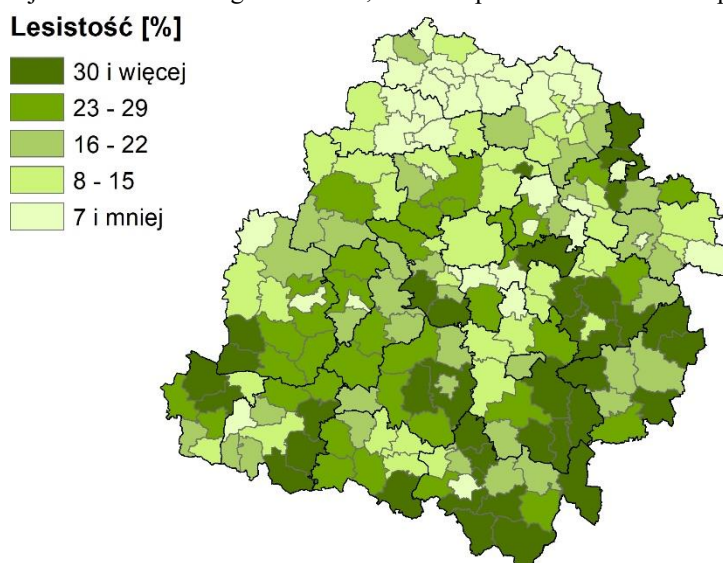 Lesistość [%]
30 i więcej
23 - 29
16 - 22
8 - 15
7 i mniej